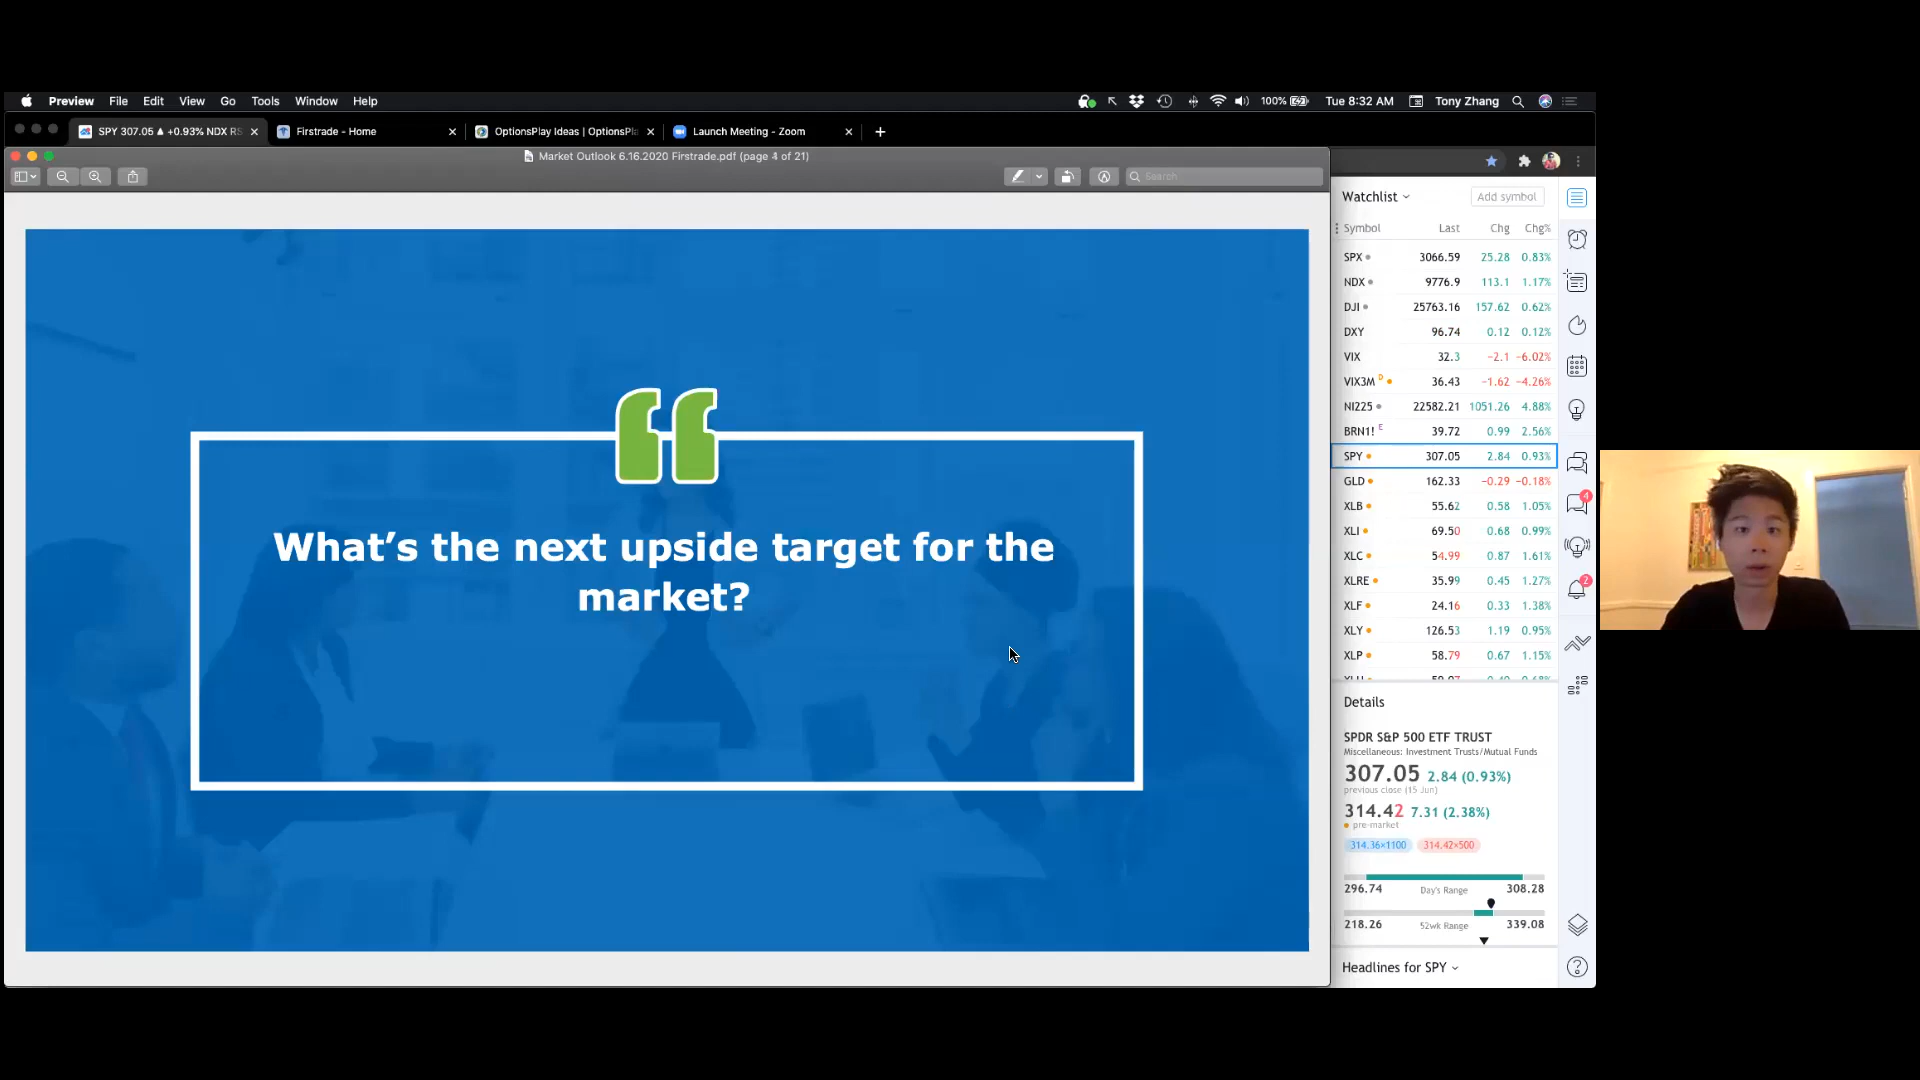 Preview File Edit View Go Tools Window Help
100% Tue 8:32 AM Tony Zhang
SPY 307.05 ▲ +0.93% NDX RS
Firstrade - Home
OptionsPlay Ideas | OptionsPla
Launch Meeting - Zoom
Market Outlook 6.16.2020 Firstrade.pdf (page 4 of 21)
Search
What's the next upside target for the
market?
Watchlist Add symbol
Symbol Last Chg Chg%
SPX 3066.59 25.28 0.83%
NDX 9776.9 113.1 1.17%
DJI 25763.16 157.62 0.62%
DXY 96.74 0.12 0.12%
VIX 32.3 −2.1 −6.02%
VIX3M D 36.43 −1.62 −4.26%
NI225 22582.21 1051.26 4.88%
BRN1! E 39.72 0.99 2.56%
SPY 307.05 2.84 0.93%
GLD 162.33 −0.29 −0.18%
XLB 55.62 0.58 1.05%
XLI 69.50 0.68 0.99%
XLC 54.99 0.87 1.61%
XLRE 35.99 0.45 1.27%
XLF 24.16 0.33 1.38%
XLY 126.53 1.19 0.95%
XLP 58.79 0.67 1.15%
4
2
Details
SPDR S&P 500 ETF TRUST
Miscellaneous: Investment Trusts/Mutual Funds
307.05 2.84 (0.93%)
previous close (15 Jun)
314.42 7.31 (2.38%)
pre-market
314.36×1100 314.42×500
296.74 Day's Range 308.28
218.26 52wk Range 339.08
Headlines for SPY